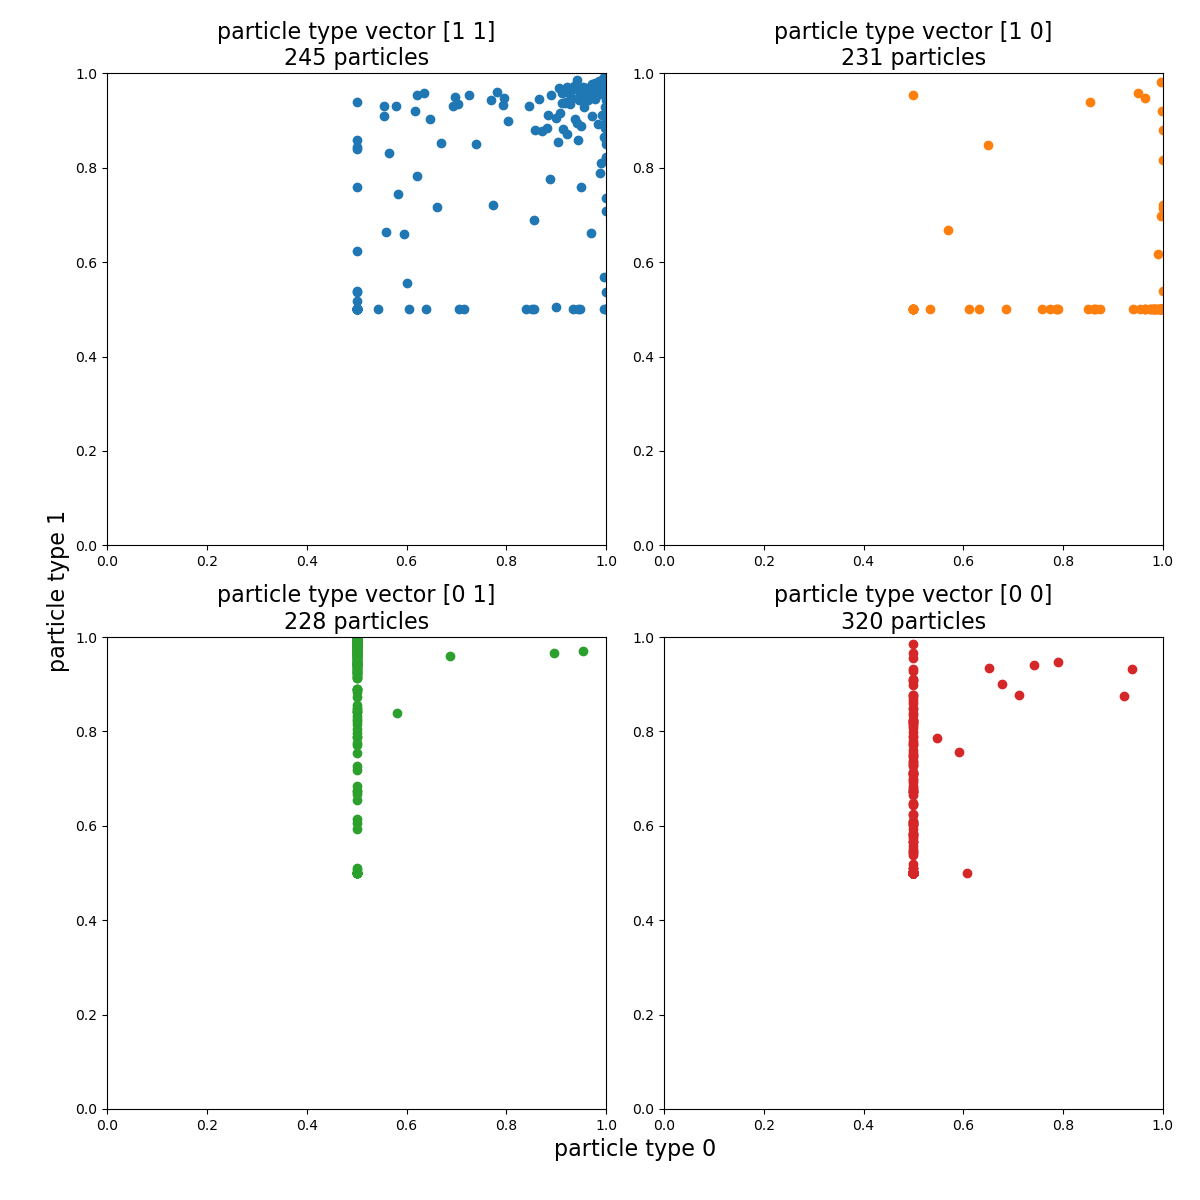 particle type vector [1 1]
245 particles
particle type vector [1 0]
231 particles
1.0
0.8
0.6
0.4
0.2
0.0
0.0 0.2 0.4 0.6 0.8 1.0
1.0
0.8
0.6
0.4
0.2
0.0
0.0 0.2 0.4 0.6 0.8 1.0
particle type 1
particle type vector [0 1]
228 particles
particle type vector [0 0]
320 particles
1.0
0.8
0.6
0.4
0.2
0.0
0.0 0.2 0.4 0.6 0.8 1.0
1.0
0.8
0.6
0.4
0.2
0.0
0.0 0.2 0.4 0.6 0.8 1.0
particle type 0